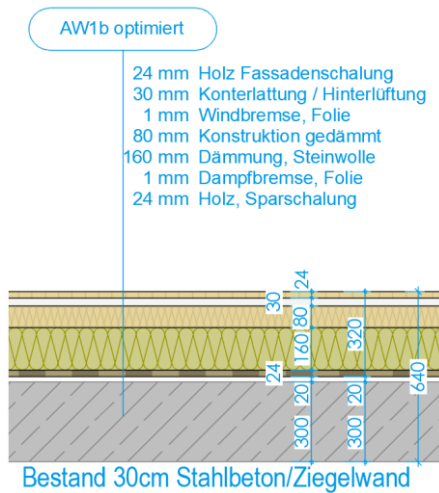 AW1b optimiert
24 mm Holz Fassadenschalung
30 mm Konterlattung / Hinterlüftung
1 mm Windbremse, Folie
80 mm Konstruktion gedämmt
160 mm Dämmung, Steinwolle
1 mm Dampfbremse, Folie
24 mm Holz, Sparschalung
24
30
80
160
320
24
640
20
20
300
300
Bestand 30cm Stahlbeton/Ziegelwand